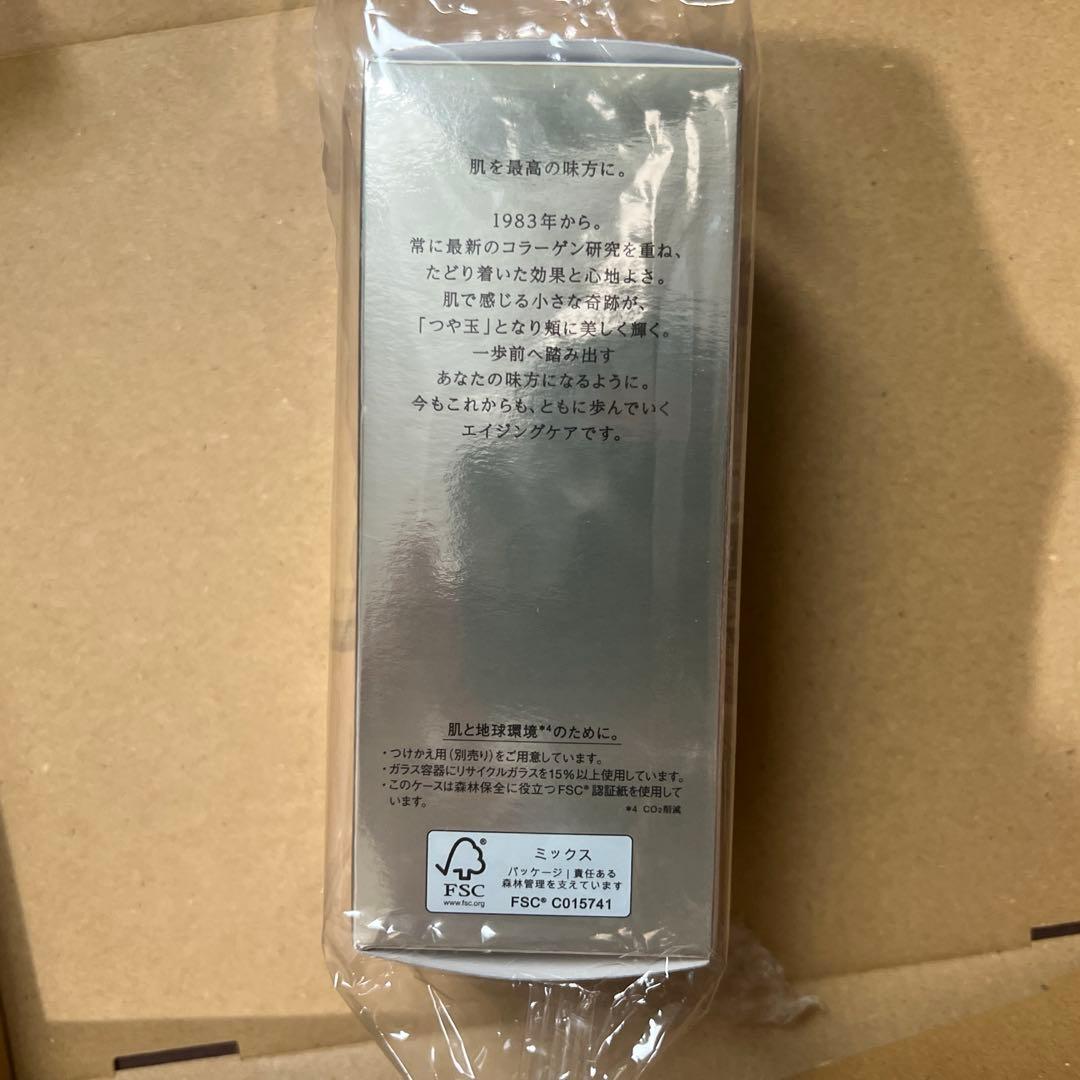 肌を最高の味方に。
1983年から。
常に最新のコラーゲン研究を重ね、
たどり着いた効果と心地よさ。
肌で感じる小さな奇跡が、
「つや玉」となり頰に美しく輝く。
一歩前へ踏み出す
あなたの味方になるように。
今もこれからも、ともに歩んでいく
エイジングケアです。
肌と地球環境*4のために。
・つけかえ用(別売り)をご用意しています。
・ガラス容器にリサイクルガラスを15%以上使用しています。
・このケースは森林保全に役立つFSC®認証紙を使用して
います。
*4 CO₂削減
®
FSC
www.fsc.org
ミックス
パッケージ|責任ある
森林管理を支えています
FSC® C015741